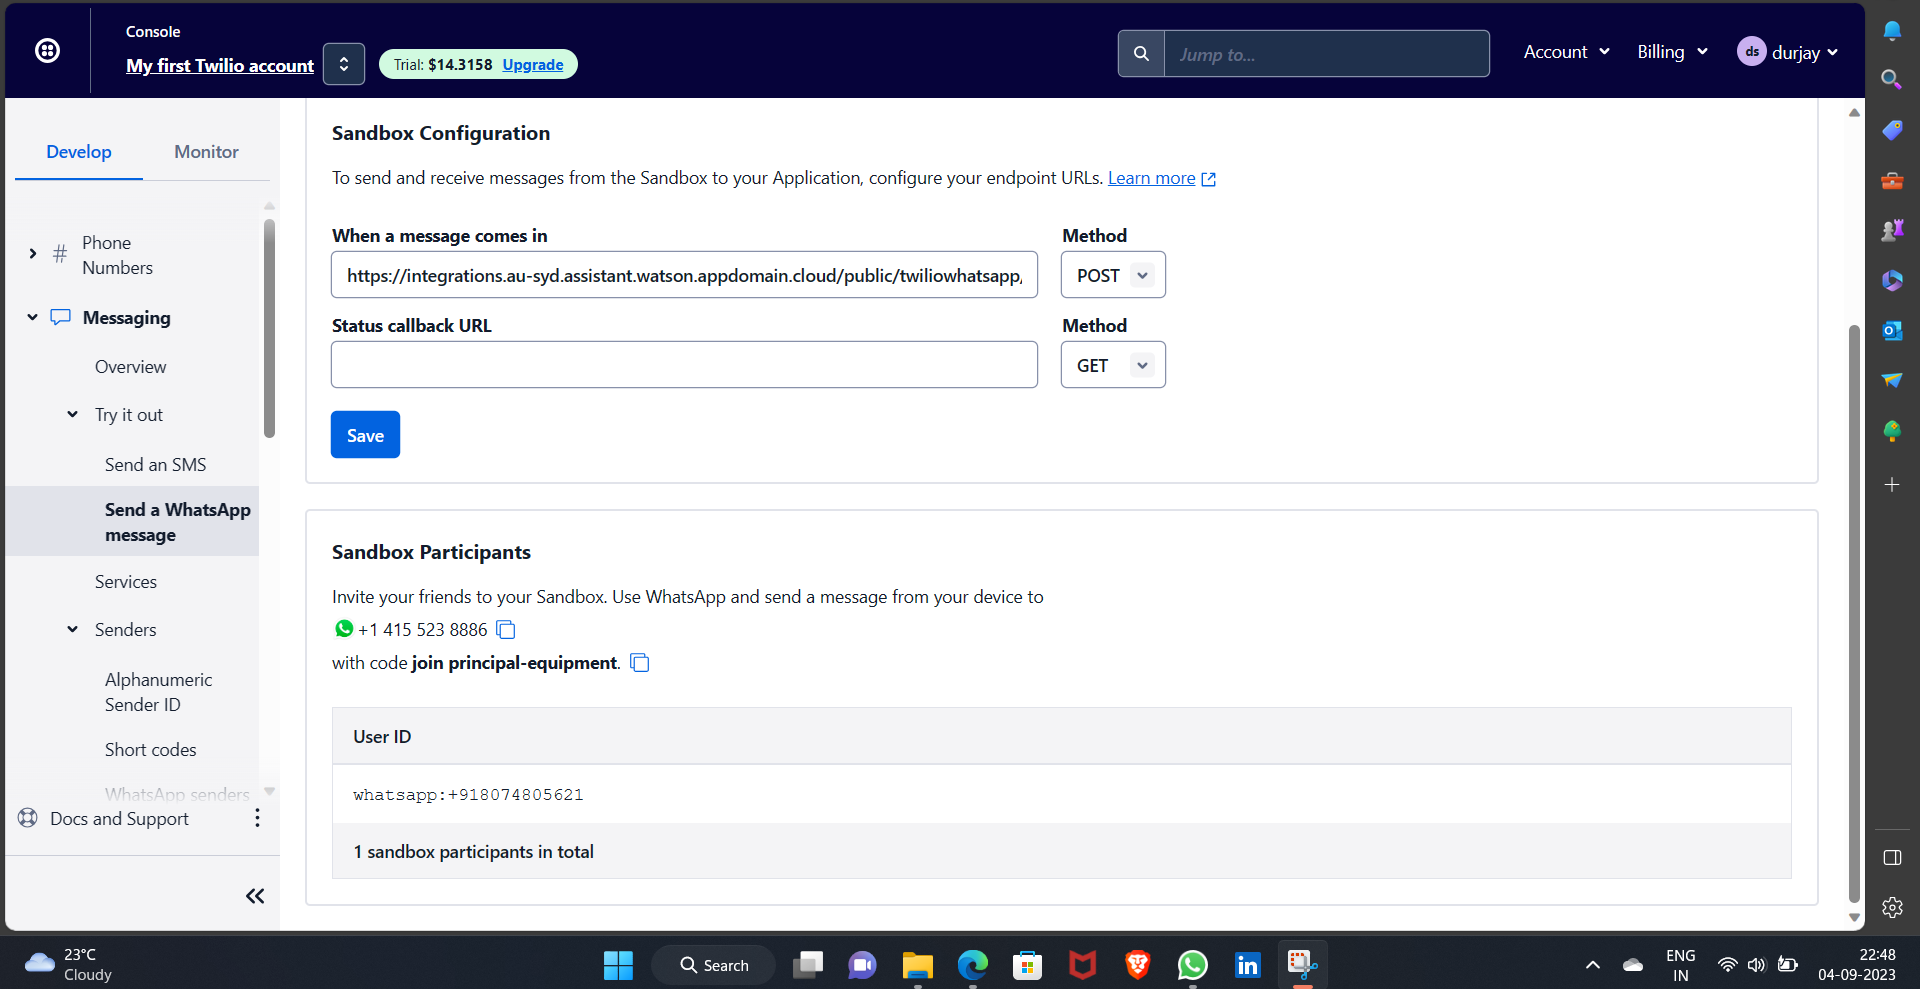 Console
My first Twilio account
Trial: $14.3158 Upgrade
Jump to...
Account
Billing
ds
durjay
Develop
Monitor
Phone
Numbers
Messaging
Overview
Try it out
Send an SMS
Send a WhatsApp
message
Services
Senders
Alphanumeric
Sender ID
Short codes
WhatsApp senders
Docs and Support
Sandbox Configuration
To send and receive messages from the Sandbox to your Application, configure your endpoint URLs. Learn more
When a message comes in
Method
https://integrations.au-syd.assistant.watson.appdomain.cloud/public/twiliowhatsapp/
POST
Status callback URL
Method
GET
Save
Sandbox Participants
Invite your friends to your Sandbox. Use WhatsApp and send a message from your device to
+1 415 523 8886
with code join principal-equipment.
User ID
whatsapp:+918074805621
1 sandbox participants in total
23°C
Cloudy
Search
in
ENG
IN
22:48
04-09-2023